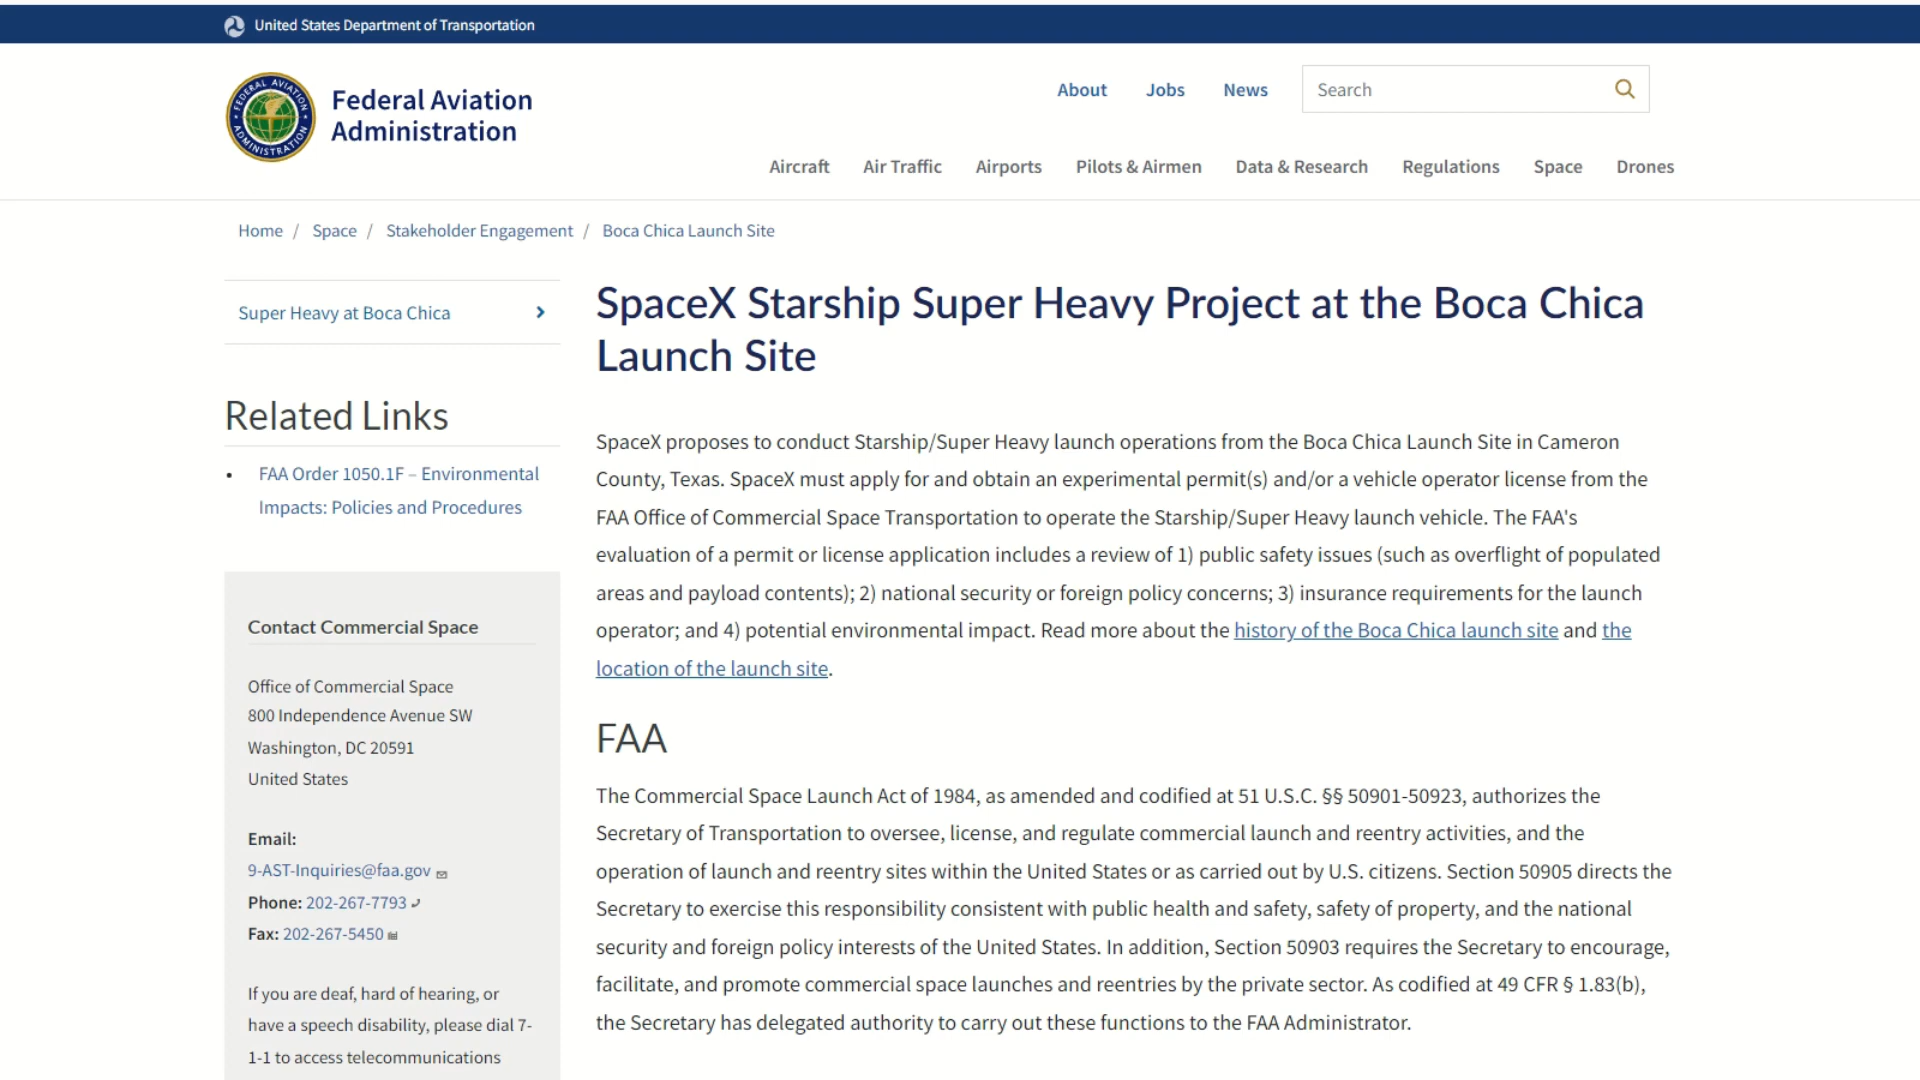 United States Department of Transportation
FEDERAL AVIATION
ADMINISTRATION
Federal Aviation
Administration
About
Jobs
News
Search
Aircraft
Air Traffic
Airports
Pilots & Airmen
Data & Research
Regulations
Space
Drones
Home / Space / Stakeholder Engagement / Boca Chica Launch Site
Super Heavy at Boca Chica
Related Links
• FAA Order 1050.1F – Environmental
Impacts: Policies and Procedures
Contact Commercial Space
Office of Commercial Space
800 Independence Avenue SW
Washington, DC 20591
United States
Email:
9-AST-Inquiries@faa.gov
Phone: 202-267-7793
Fax: 202-267-5450
If you are deaf, hard of hearing, or
have a speech disability, please dial 7-
1-1 to access telecommunications
SpaceX Starship Super Heavy Project at the Boca Chica
Launch Site
SpaceX proposes to conduct Starship/Super Heavy launch operations from the Boca Chica Launch Site in Cameron
County, Texas. SpaceX must apply for and obtain an experimental permit(s) and/or a vehicle operator license from the
FAA Office of Commercial Space Transportation to operate the Starship/Super Heavy launch vehicle. The FAA's
evaluation of a permit or license application includes a review of 1) public safety issues (such as overflight of populated
areas and payload contents); 2) national security or foreign policy concerns; 3) insurance requirements for the launch
operator; and 4) potential environmental impact. Read more about the history of the Boca Chica launch site and the
location of the launch site.
FAA
The Commercial Space Launch Act of 1984, as amended and codified at 51 U.S.C. §§ 50901-50923, authorizes the
Secretary of Transportation to oversee, license, and regulate commercial launch and reentry activities, and the
operation of launch and reentry sites within the United States or as carried out by U.S. citizens. Section 50905 directs the
Secretary to exercise this responsibility consistent with public health and safety, safety of property, and the national
security and foreign policy interests of the United States. In addition, Section 50903 requires the Secretary to encourage,
facilitate, and promote commercial space launches and reentries by the private sector. As codified at 49 CFR § 1.83(b),
the Secretary has delegated authority to carry out these functions to the FAA Administrator.